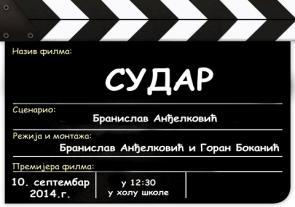 Назив филма:
СУДАР
Сценарио:
Бранислав Анђелковић
Режија и монтажа:
Бранислав Анђелковић и Горан Боканић
Премијера филма:
10. септембар у 12:30
2014.г. у холу школе